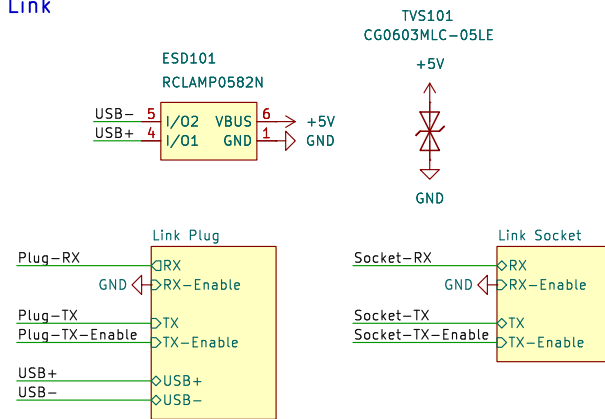 Link
TVS101
CG0603MLC-05LE
+5V
GND
ESD101
RCLAMP0582N
USB- 5 I/O2 VBUS 6 +5V
USB+ 4 I/O1 GND 1 GND
Link Plug
Plug-RX RX
GND RX-Enable
Plug-TX TX
Plug-TX-Enable TX-Enable
USB+ USB+
USB- USB-
Link Socket
Socket-RX RX
GND RX-Enable
Socket-TX TX
Socket-TX-Enable TX-Enable